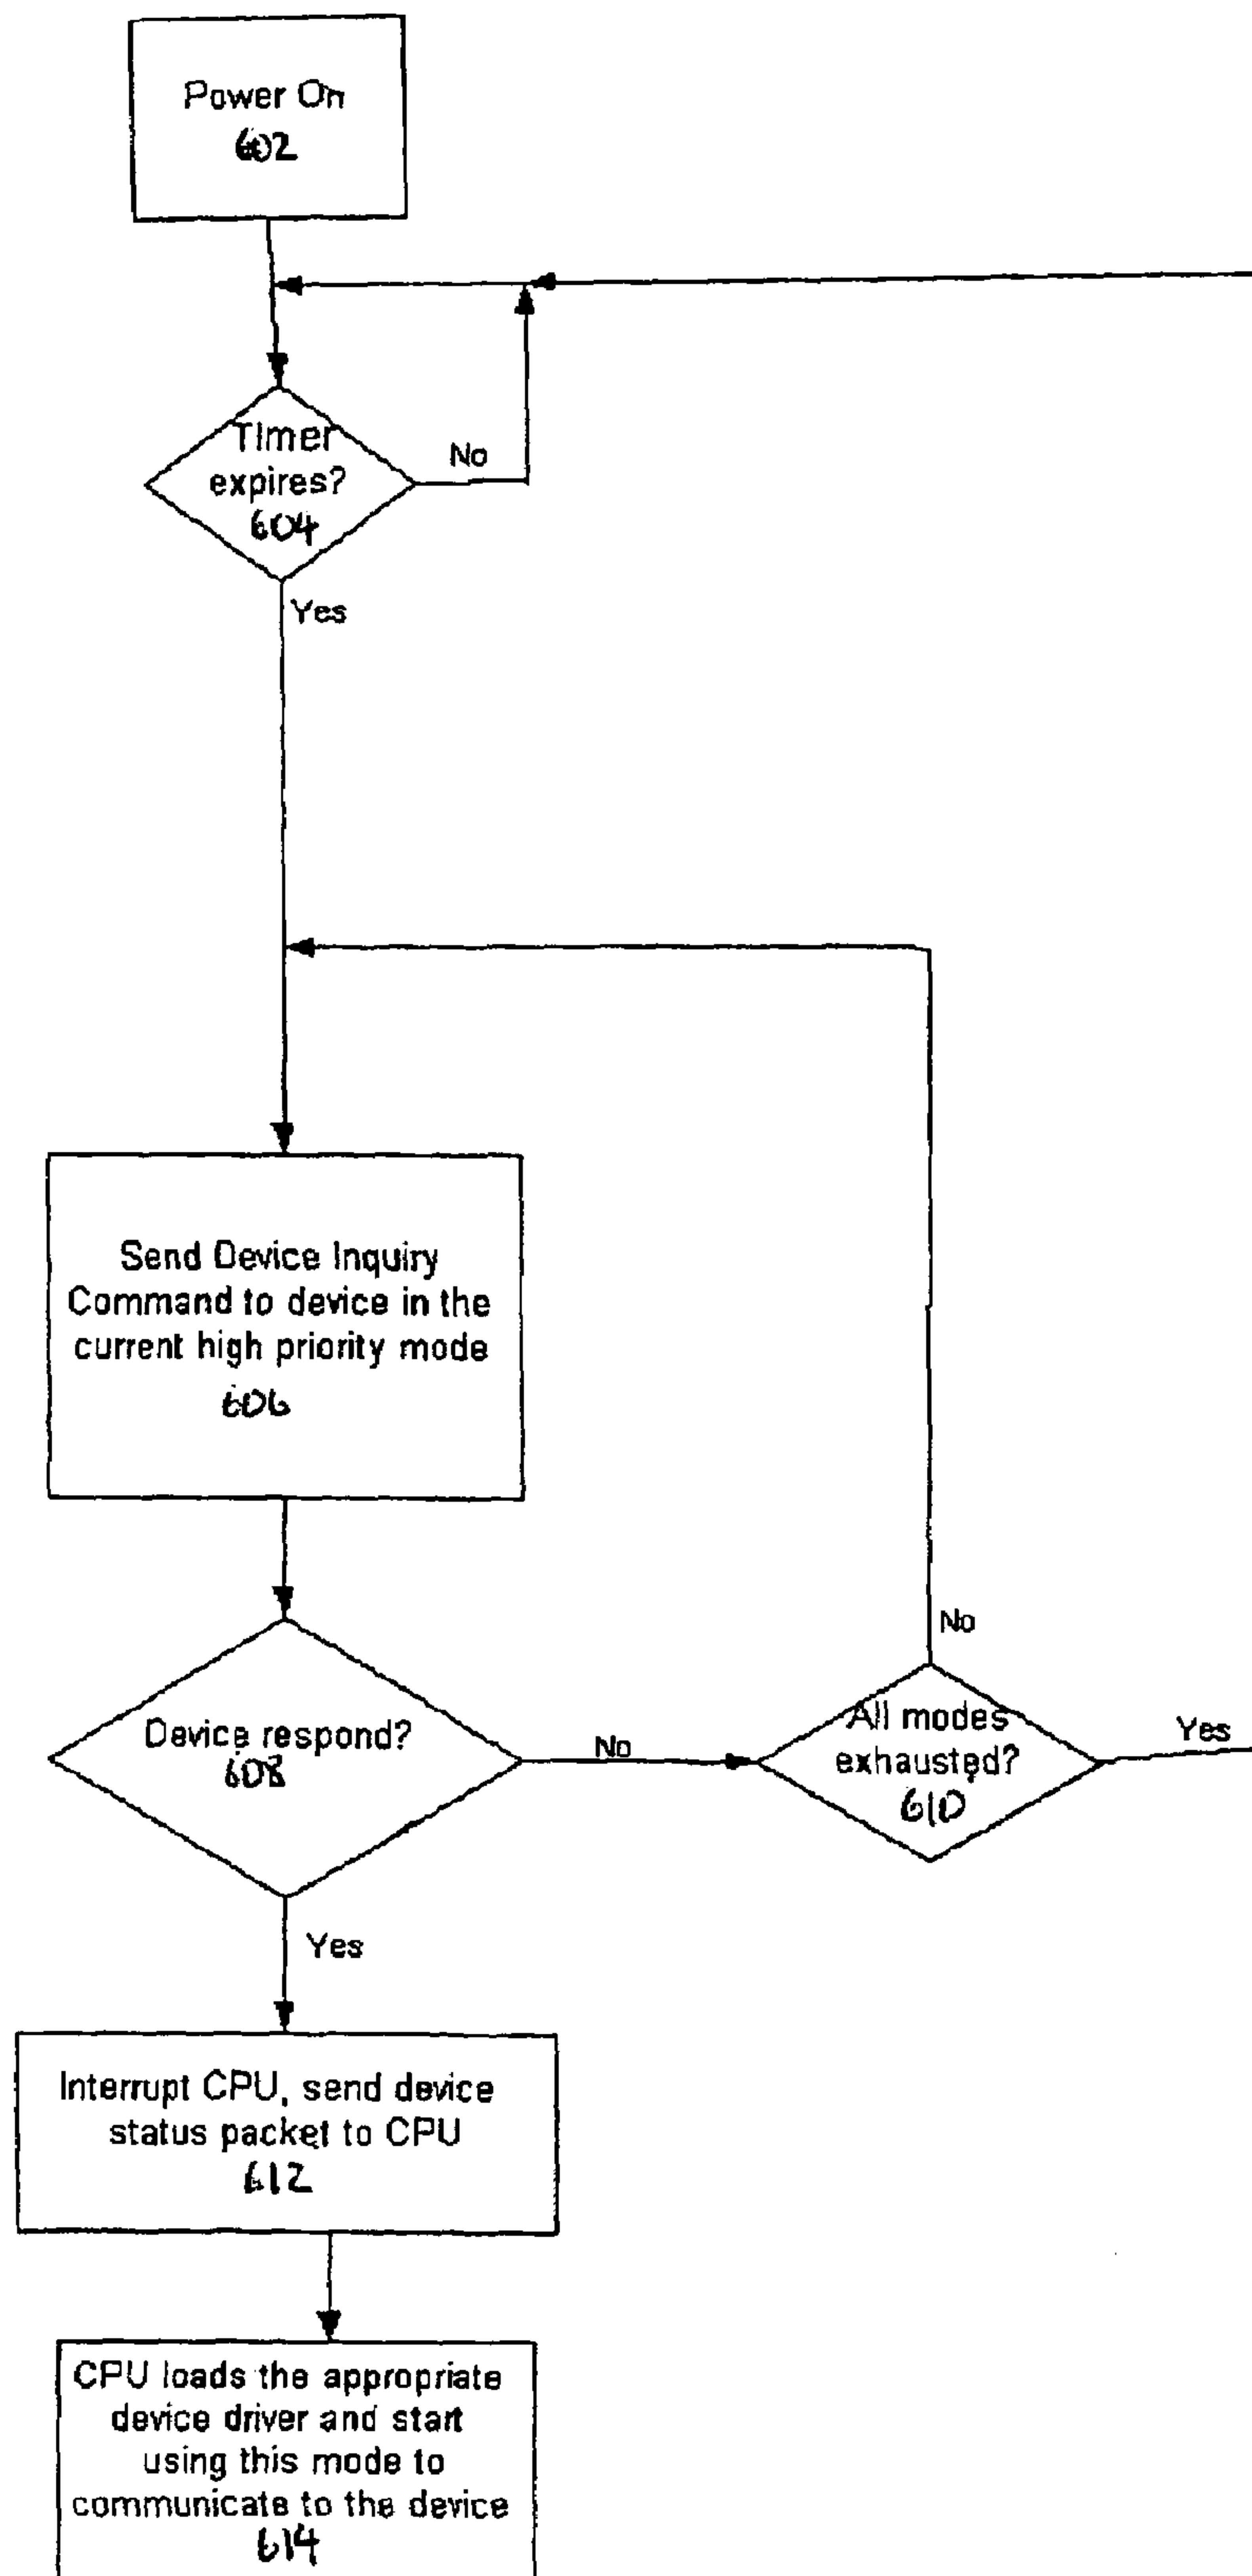 Power On
602
Timer
expires?
604
No
Yes
Send Device Inquiry
Command to device in the
current high priority mode
606
No
Device respond?
608
No
All modes
exhausted?
610
Yes
Yes
Interrupt CPU, send device
status packet to CPU
612
CPU loads the appropriate
device driver and start
using this mode to
communicate to the device
614